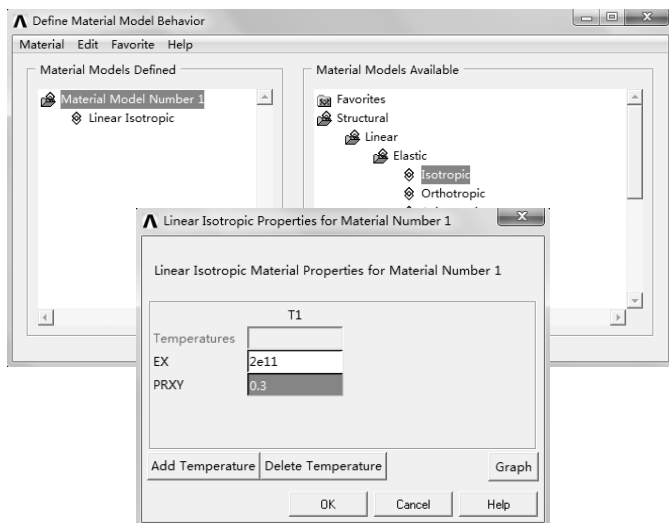 Define Material Model Behavior
Material Edit Favorite Help
Material Models Defined
Material Model Number 1
Linear Isotropic
Material Models Available
Favorites
Structural
Linear
Elastic
Isotropic
Orthotropic
Linear Isotropic Properties for Material Number 1
Linear Isotropic Material Properties for Material Number 1
T1
Temperatures
EX 2e11
PRXY 0.3
Add Temperature Delete Temperature Graph
OK Cancel Help